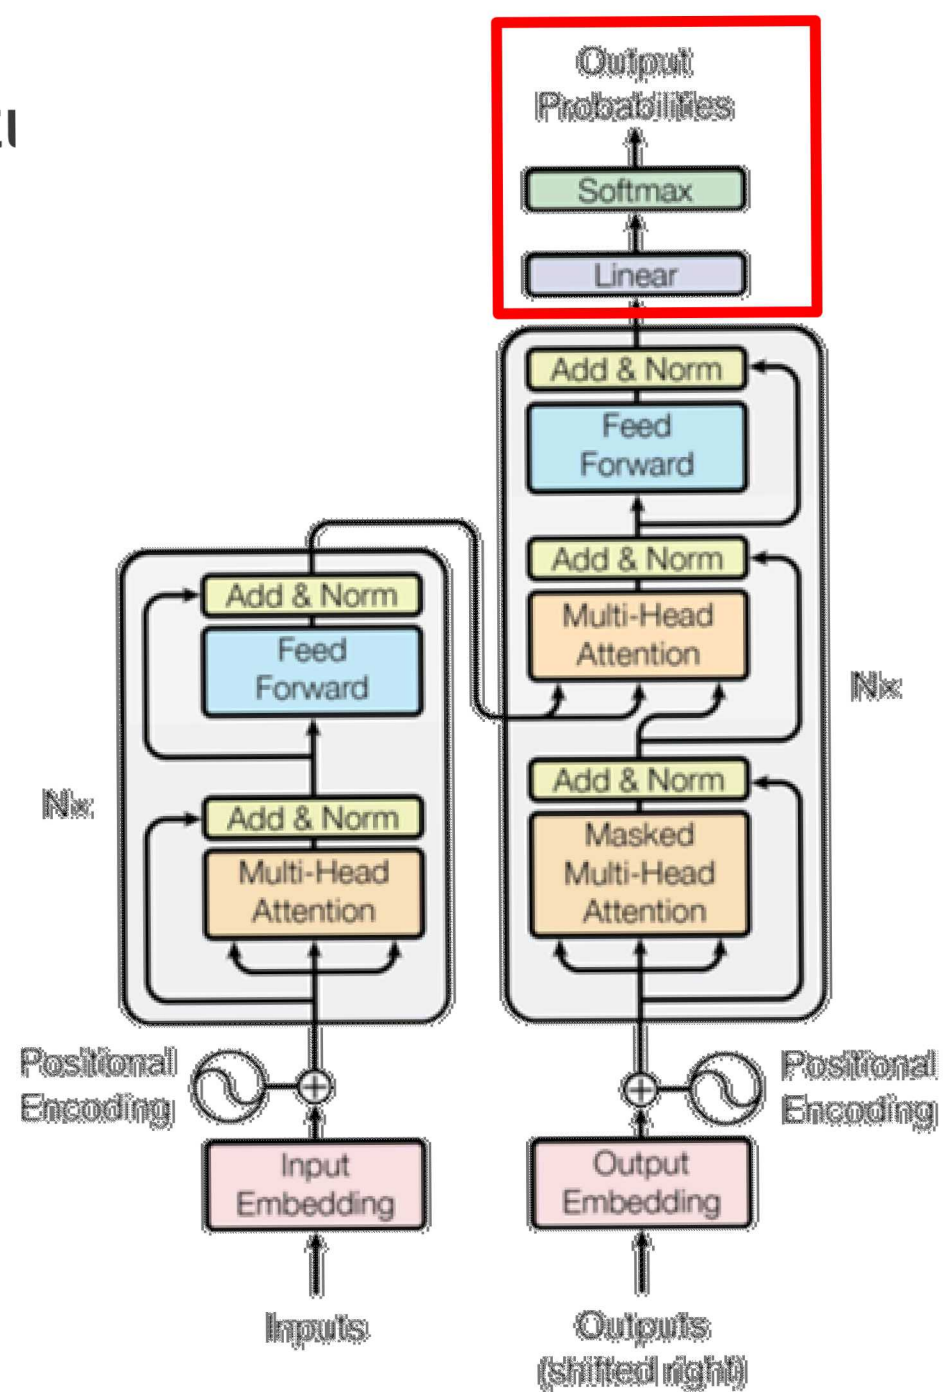 Output
Probabilities
Softmax
Linear
Add & Norm
Feed
Forward
Add & Norm
Multi-Head
Attention
Nx
Add & Norm
Masked
Multi-Head
Attention
Add & Norm
Feed
Forward
Nx
Add & Norm
Multi-Head
Attention
Positional
Encoding
Positional
Encoding
Input
Embedding
Output
Embedding
Inputs
Outputs
(shifted right)